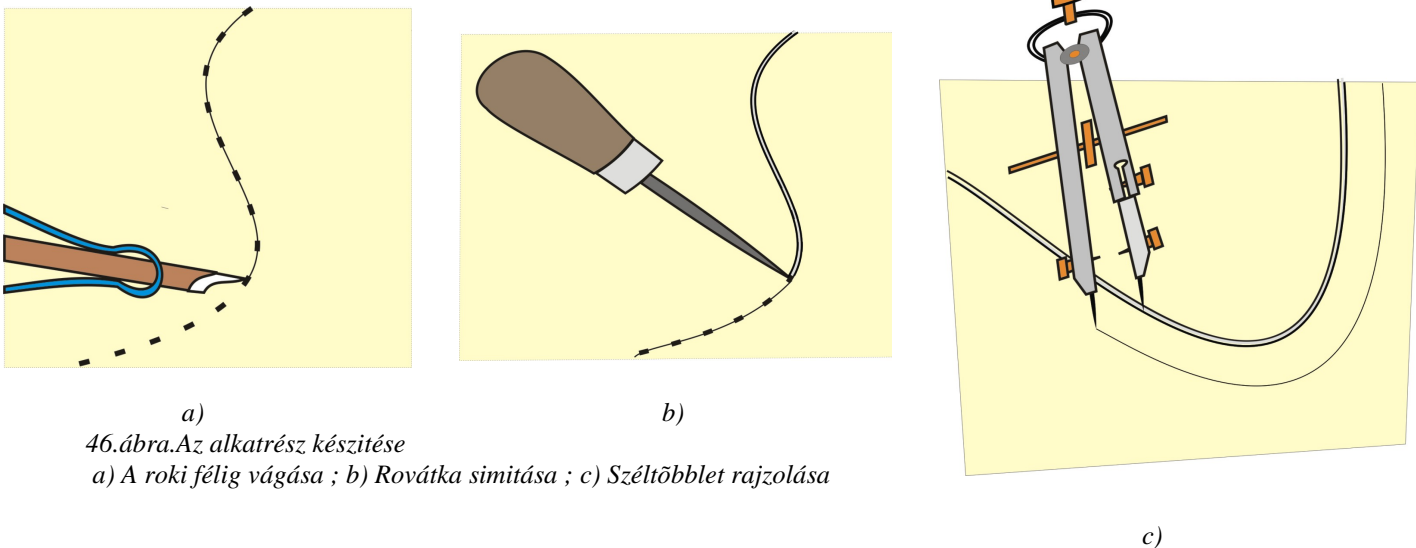 a)
b)
46.ábra.Az alkatrész készitése
a) A roki félig vágása ; b) Rovátka simitása ; c) Széltõbblet rajzolása
c)